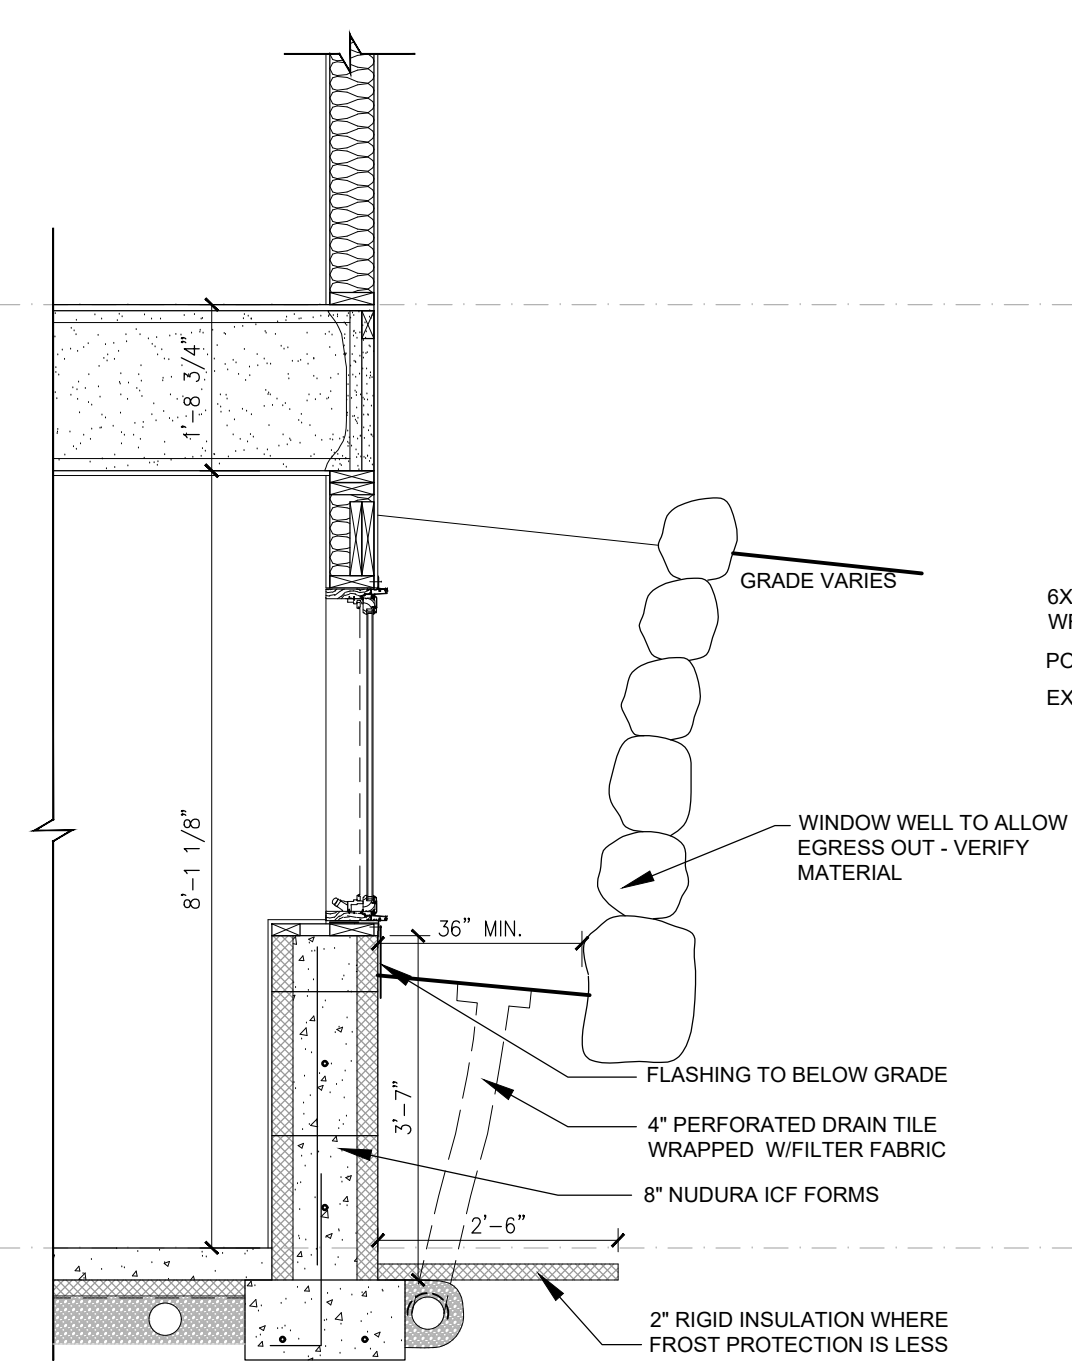 1'-8 3/4"
GRADE VARIES
6X
PO
EX
8'-1 1/8"
WINDOW WELL TO ALLOW
EGRESS OUT - VERIFY
MATERIAL
36" MIN.
FLASHING TO BELOW GRADE
3'-7"
4" PERFORATED DRAIN TILE
WRAPPED W/FILTER FABRIC
8" NUDURA ICF FORMS
2'-6"
2" RIGID INSULATION WHERE
FROST PROTECTION IS LESS